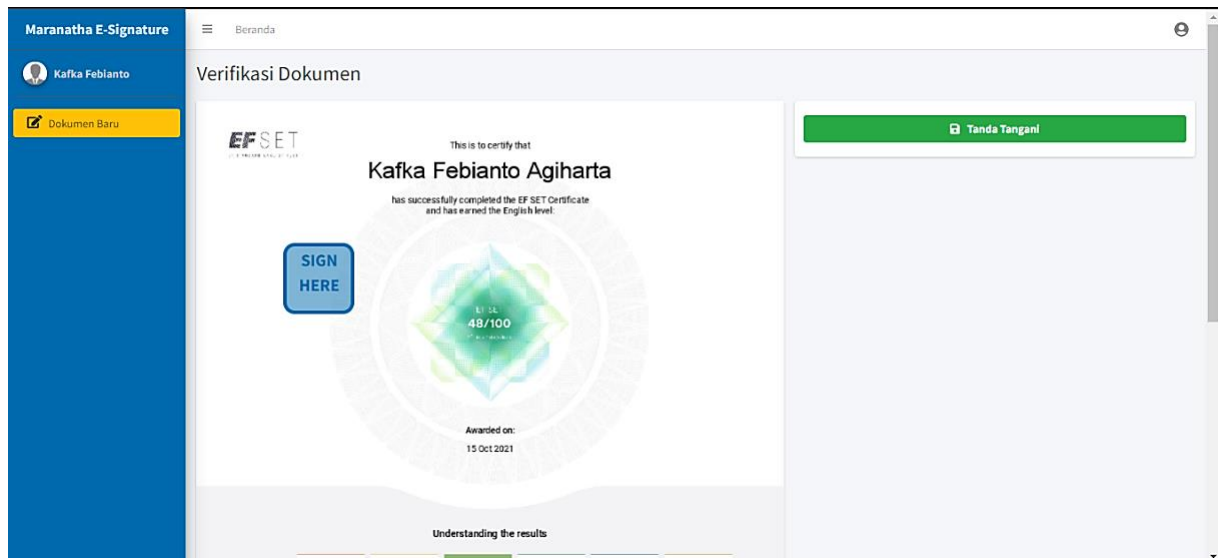 Maranatha E-Signature
Beranda
Kafka Febianto
Dokumen Baru
Verifikasi Dokumen
Tanda Tangani
EFSET
This is to certify that
Kafka Febianto Agiharta
has successfully completed the EF SET Certificate
and has earned the English level:
SIGN
HERE
EF SET
48/100
Awarded on:
15 Oct 2021
Understanding the results